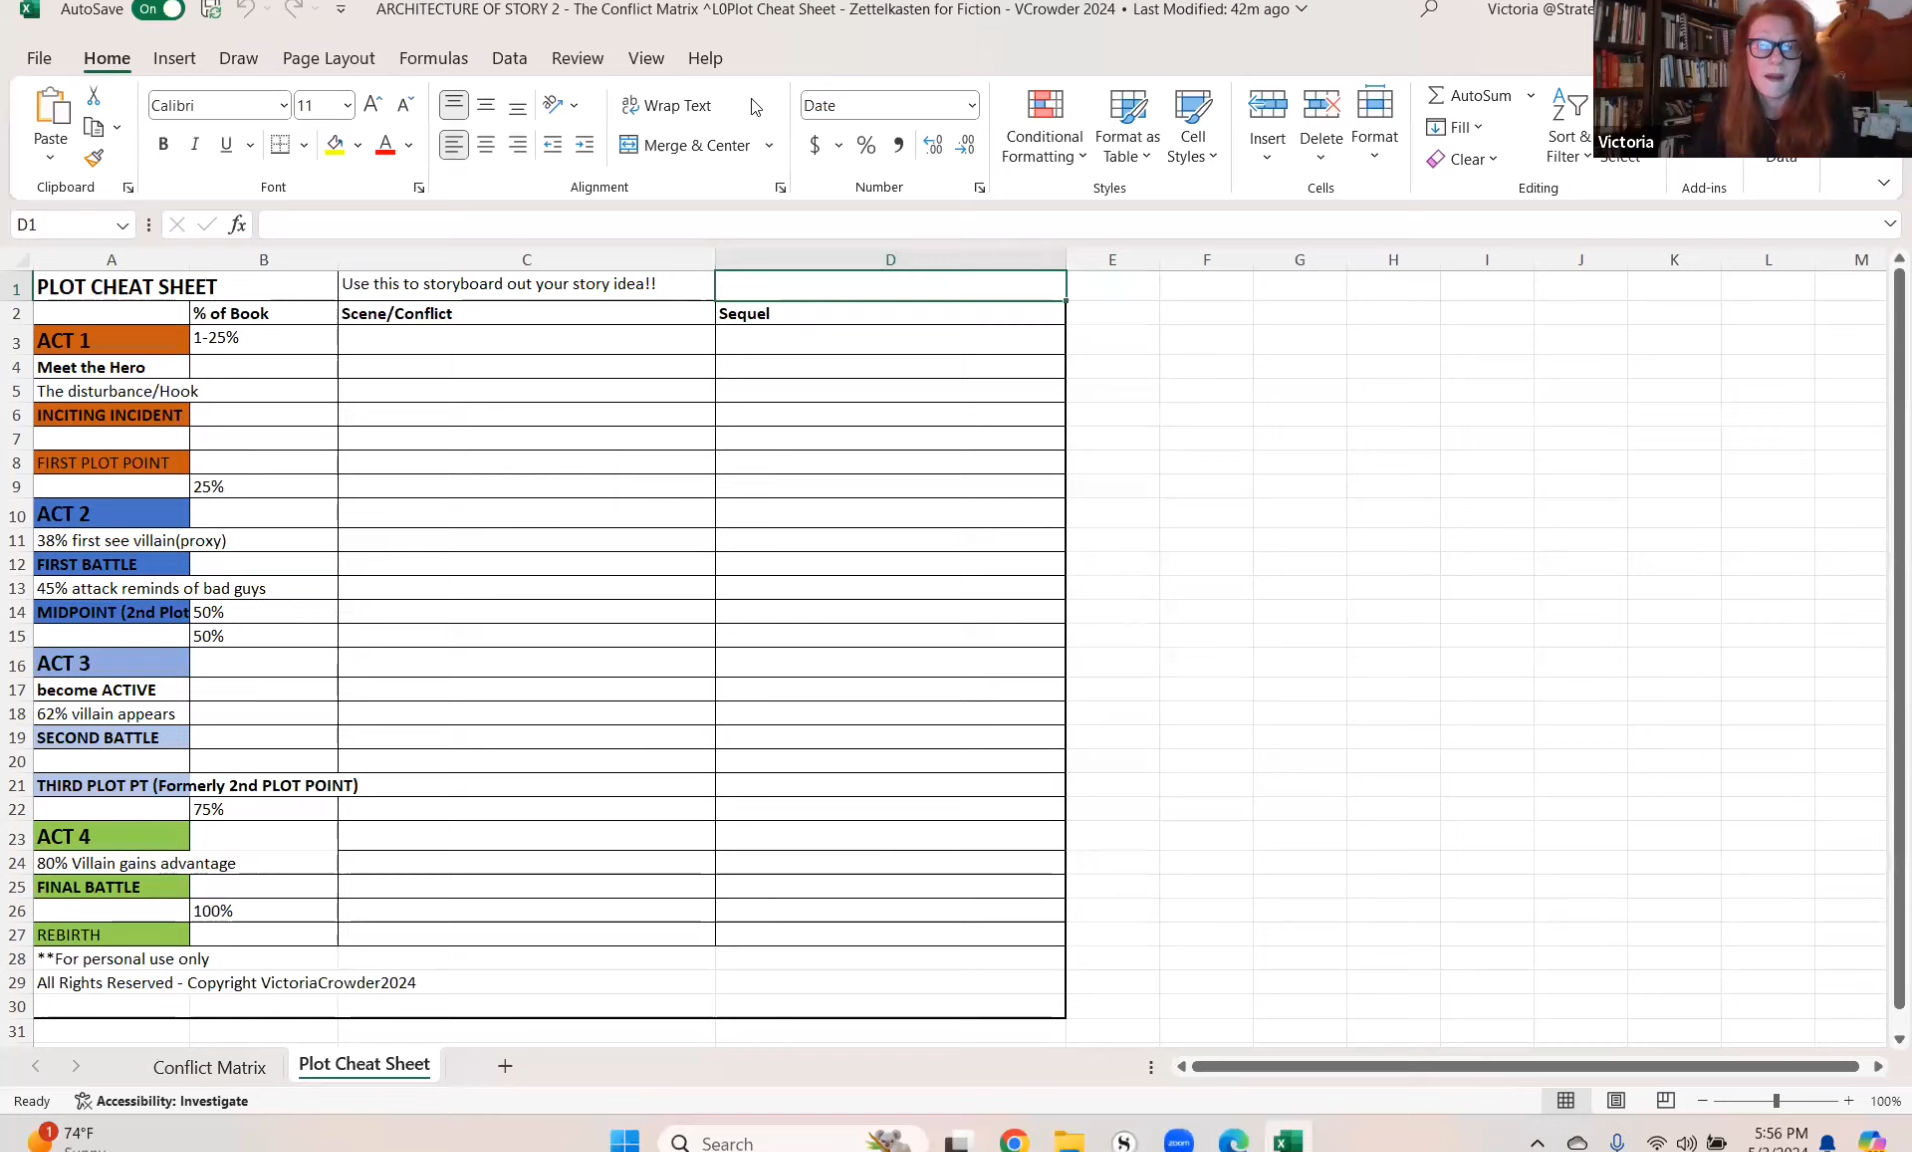 AutoSave On
ARCHITECTURE OF STORY 2 - The Conflict Matrix ^L0Plot Cheat Sheet - Zettelkasten for Fiction - VCrowder 2024 • Last Modified: 42m ago
Victoria @Strate
File Home Insert Draw Page Layout Formulas Data Review View Help
Paste
Calibri 11
B I U
Wrap Text
Merge & Center
Date
$ % ,
Conditional Formatting
Format as Table
Cell Styles
Insert
Delete
Format
AutoSum
Fill
Clear
Sort & Filter
Select
Data
Victoria
Clipboard Font Alignment Number Styles Cells Editing Add-ins
D1 fx
A B C D E F G H I J K L M
1 PLOT CHEAT SHEET Use this to storyboard out your story idea!!
2 % of Book Scene/Conflict Sequel
3 ACT 1 1-25%
4 Meet the Hero
5 The disturbance/Hook
6 INCITING INCIDENT
7
8 FIRST PLOT POINT
9 25%
10 ACT 2
11 38% first see villain(proxy)
12 FIRST BATTLE
13 45% attack reminds of bad guys
14 MIDPOINT (2nd Plot 50%
15 50%
16 ACT 3
17 become ACTIVE
18 62% villain appears
19 SECOND BATTLE
20
21 THIRD PLOT PT (Formerly 2nd PLOT POINT)
22 75%
23 ACT 4
24 80% Villain gains advantage
25 FINAL BATTLE
26 100%
27 REBIRTH
28 **For personal use only
29 All Rights Reserved - Copyright VictoriaCrowder2024
30
31
Conflict Matrix Plot Cheat Sheet +
Ready Accessibility: Investigate 100%
1 74°F
Sunny
Search
zoom
5:56 PM